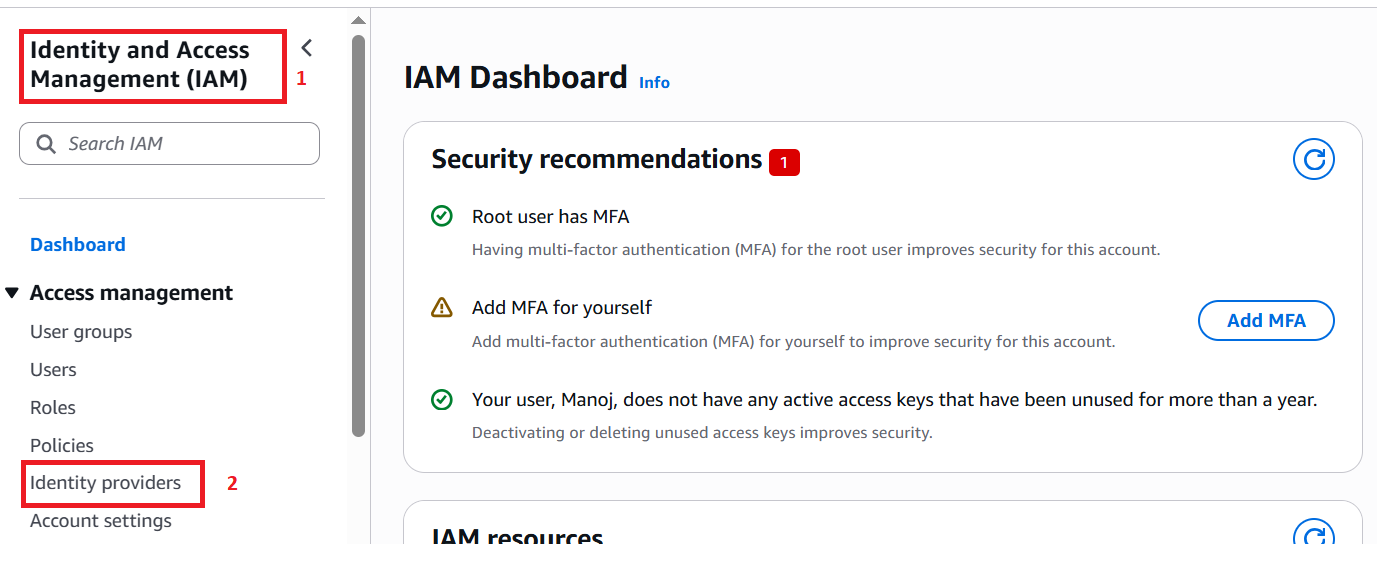 Identity and Access
Management (IAM)
1
Search IAM
Dashboard
Access management
User groups
Users
Roles
Policies
Identity providers
2
Account settings
IAM Dashboard Info
Security recommendations 1
Root user has MFA
Having multi-factor authentication (MFA) for the root user improves security for this account.
Add MFA for yourself
Add multi-factor authentication (MFA) for yourself to improve security for this account.
Add MFA
Your user, Manoj, does not have any active access keys that have been unused for more than a year.
Deactivating or deleting unused access keys improves security.
IAM resources